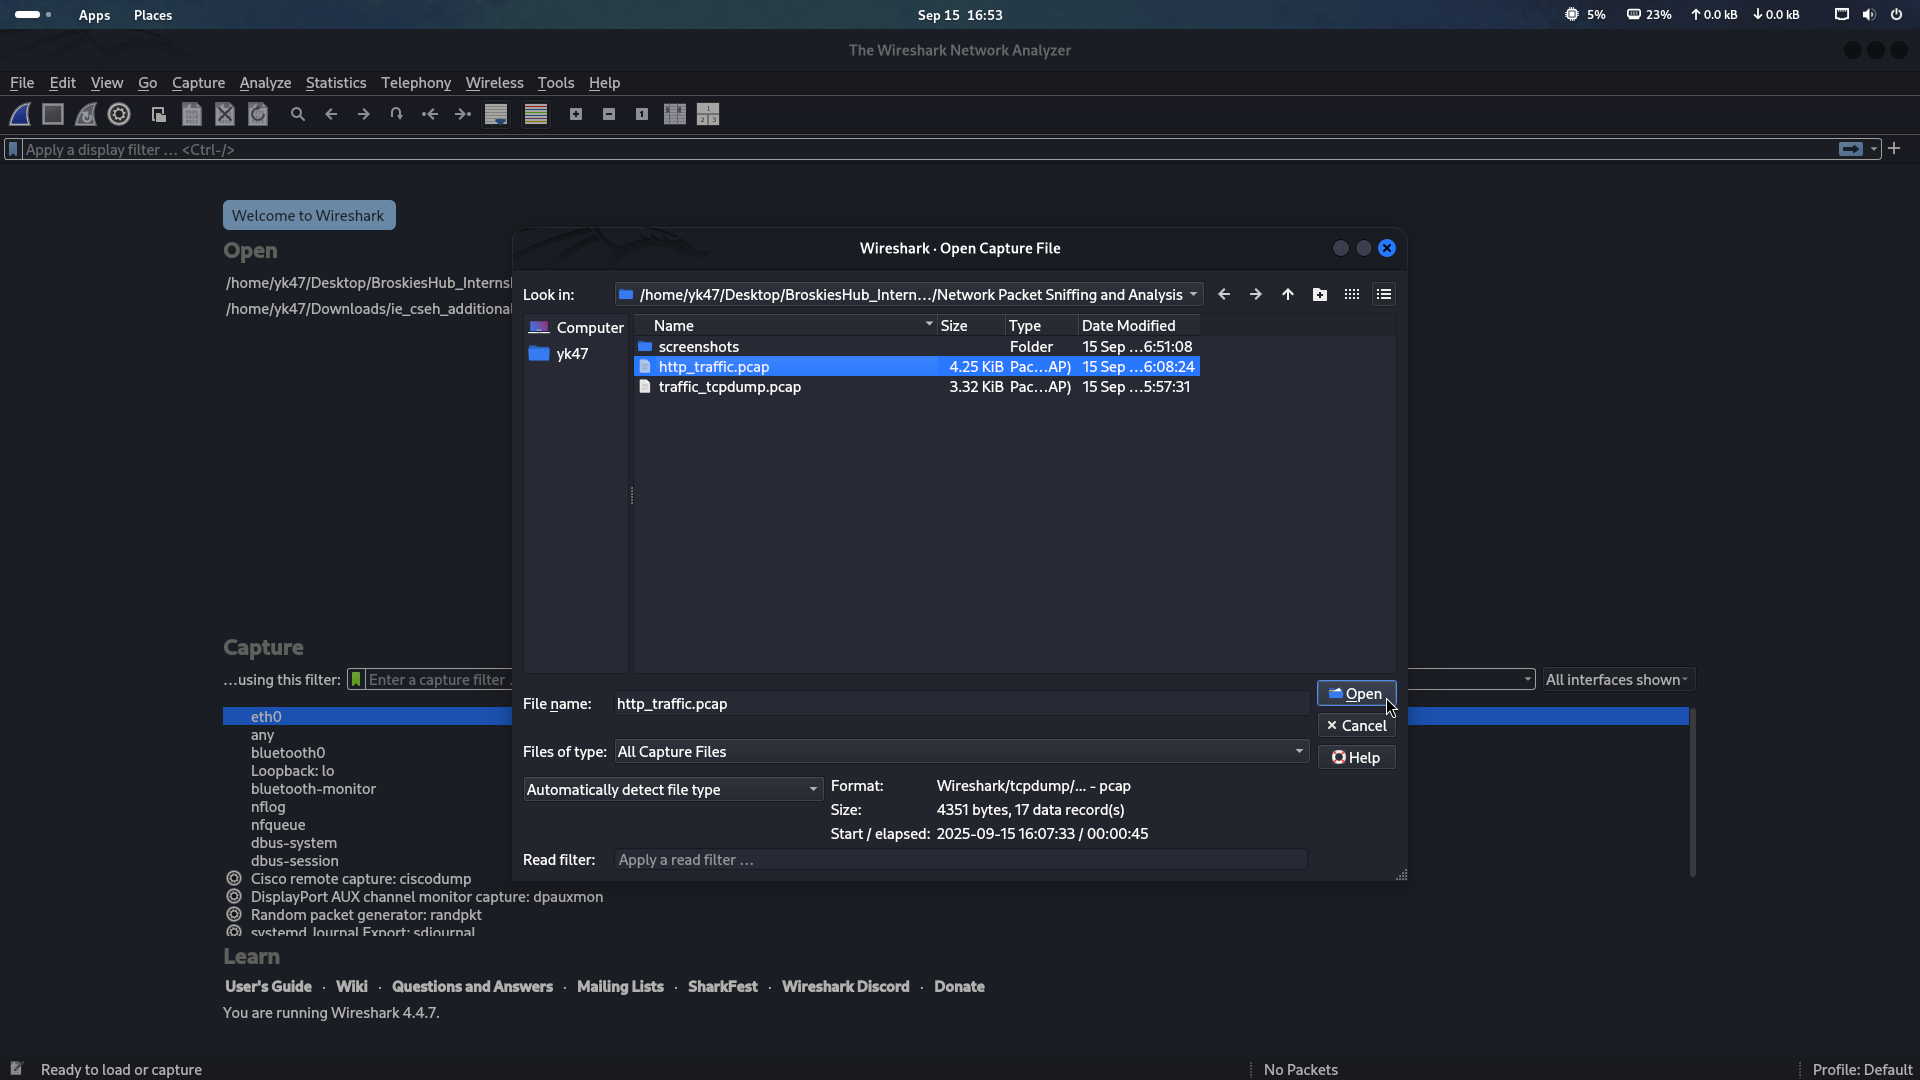 Apps Places Sep 15 16:53 5% 23% ↑0.0 kB ↓0.0 kB
The Wireshark Network Analyzer
File Edit View Go Capture Analyze Statistics Telephony Wireless Tools Help
Apply a display filter … <Ctrl-/>
Welcome to Wireshark
Open
/home/yk47/Desktop/BroskiesHub_Interns
/home/yk47/Downloads/ie_cseh_additiona
Wireshark · Open Capture File
Look in: /home/yk47/Desktop/BroskiesHub_Intern…/Network Packet Sniffing and Analysis
Computer
yk47
Name Size Type Date Modified
screenshots Folder 15 Sep …6:51:08
http_traffic.pcap 4.25 KiB Pac…AP) 15 Sep …6:08:24
traffic_tcpdump.pcap 3.32 KiB Pac…AP) 15 Sep …5:57:31
File name: http_traffic.pcap Open
Cancel
Files of type: All Capture Files Help
Automatically detect file type
Format: Wireshark/tcpdump/... - pcap
Size: 4351 bytes, 17 data record(s)
Start / elapsed: 2025-09-15 16:07:33 / 00:00:45
Read filter: Apply a read filter …
Capture
…using this filter: Enter a capture filter All interfaces shown
eth0
any
bluetooth0
Loopback: lo
bluetooth-monitor
nflog
nfqueue
dbus-system
dbus-session
Cisco remote capture: ciscodump
DisplayPort AUX channel monitor capture: dpauxmon
Random packet generator: randpkt
systemd Journal Export: sdjournal
Learn
User's Guide · Wiki · Questions and Answers · Mailing Lists · SharkFest · Wireshark Discord · Donate
You are running Wireshark 4.4.7.
Ready to load or capture No Packets Profile: Default